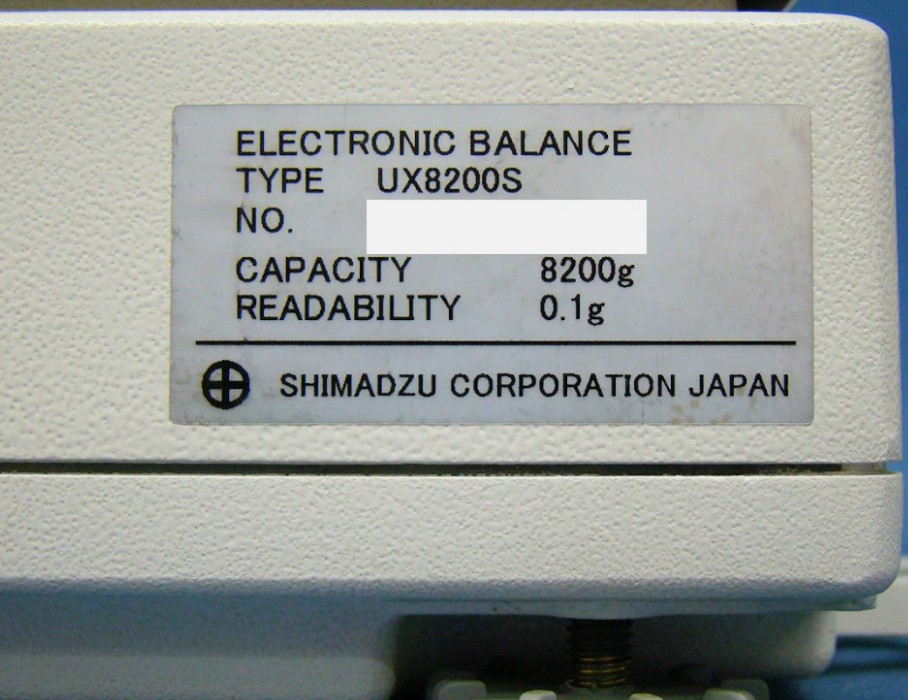 ELECTRONIC BALANCE
TYPE UX8200S
NO.
CAPACITY 8200g
READABILITY 0.1g
SHIMADZU CORPORATION JAPAN